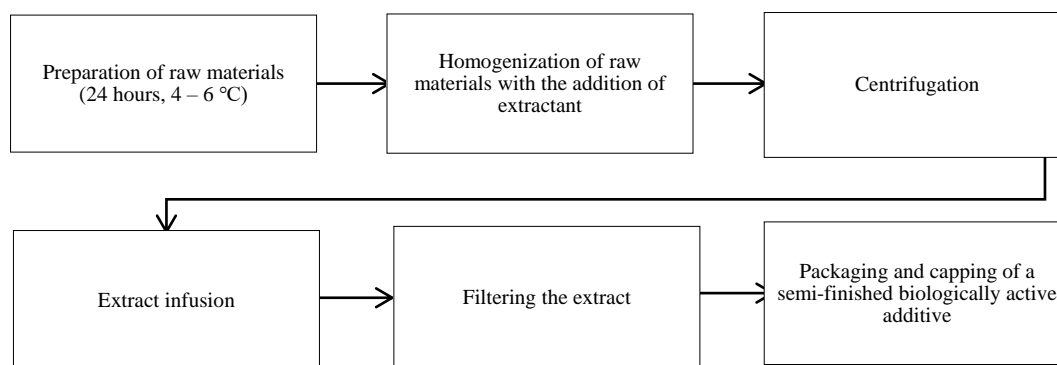 Preparation of raw materials
(24 hours, 4 – 6 °C)
Homogenization of raw
materials with the addition of
extractant
Centrifugation
Extract infusion
Filtering the extract
Packaging and capping of a
semi-finished biologically active
additive